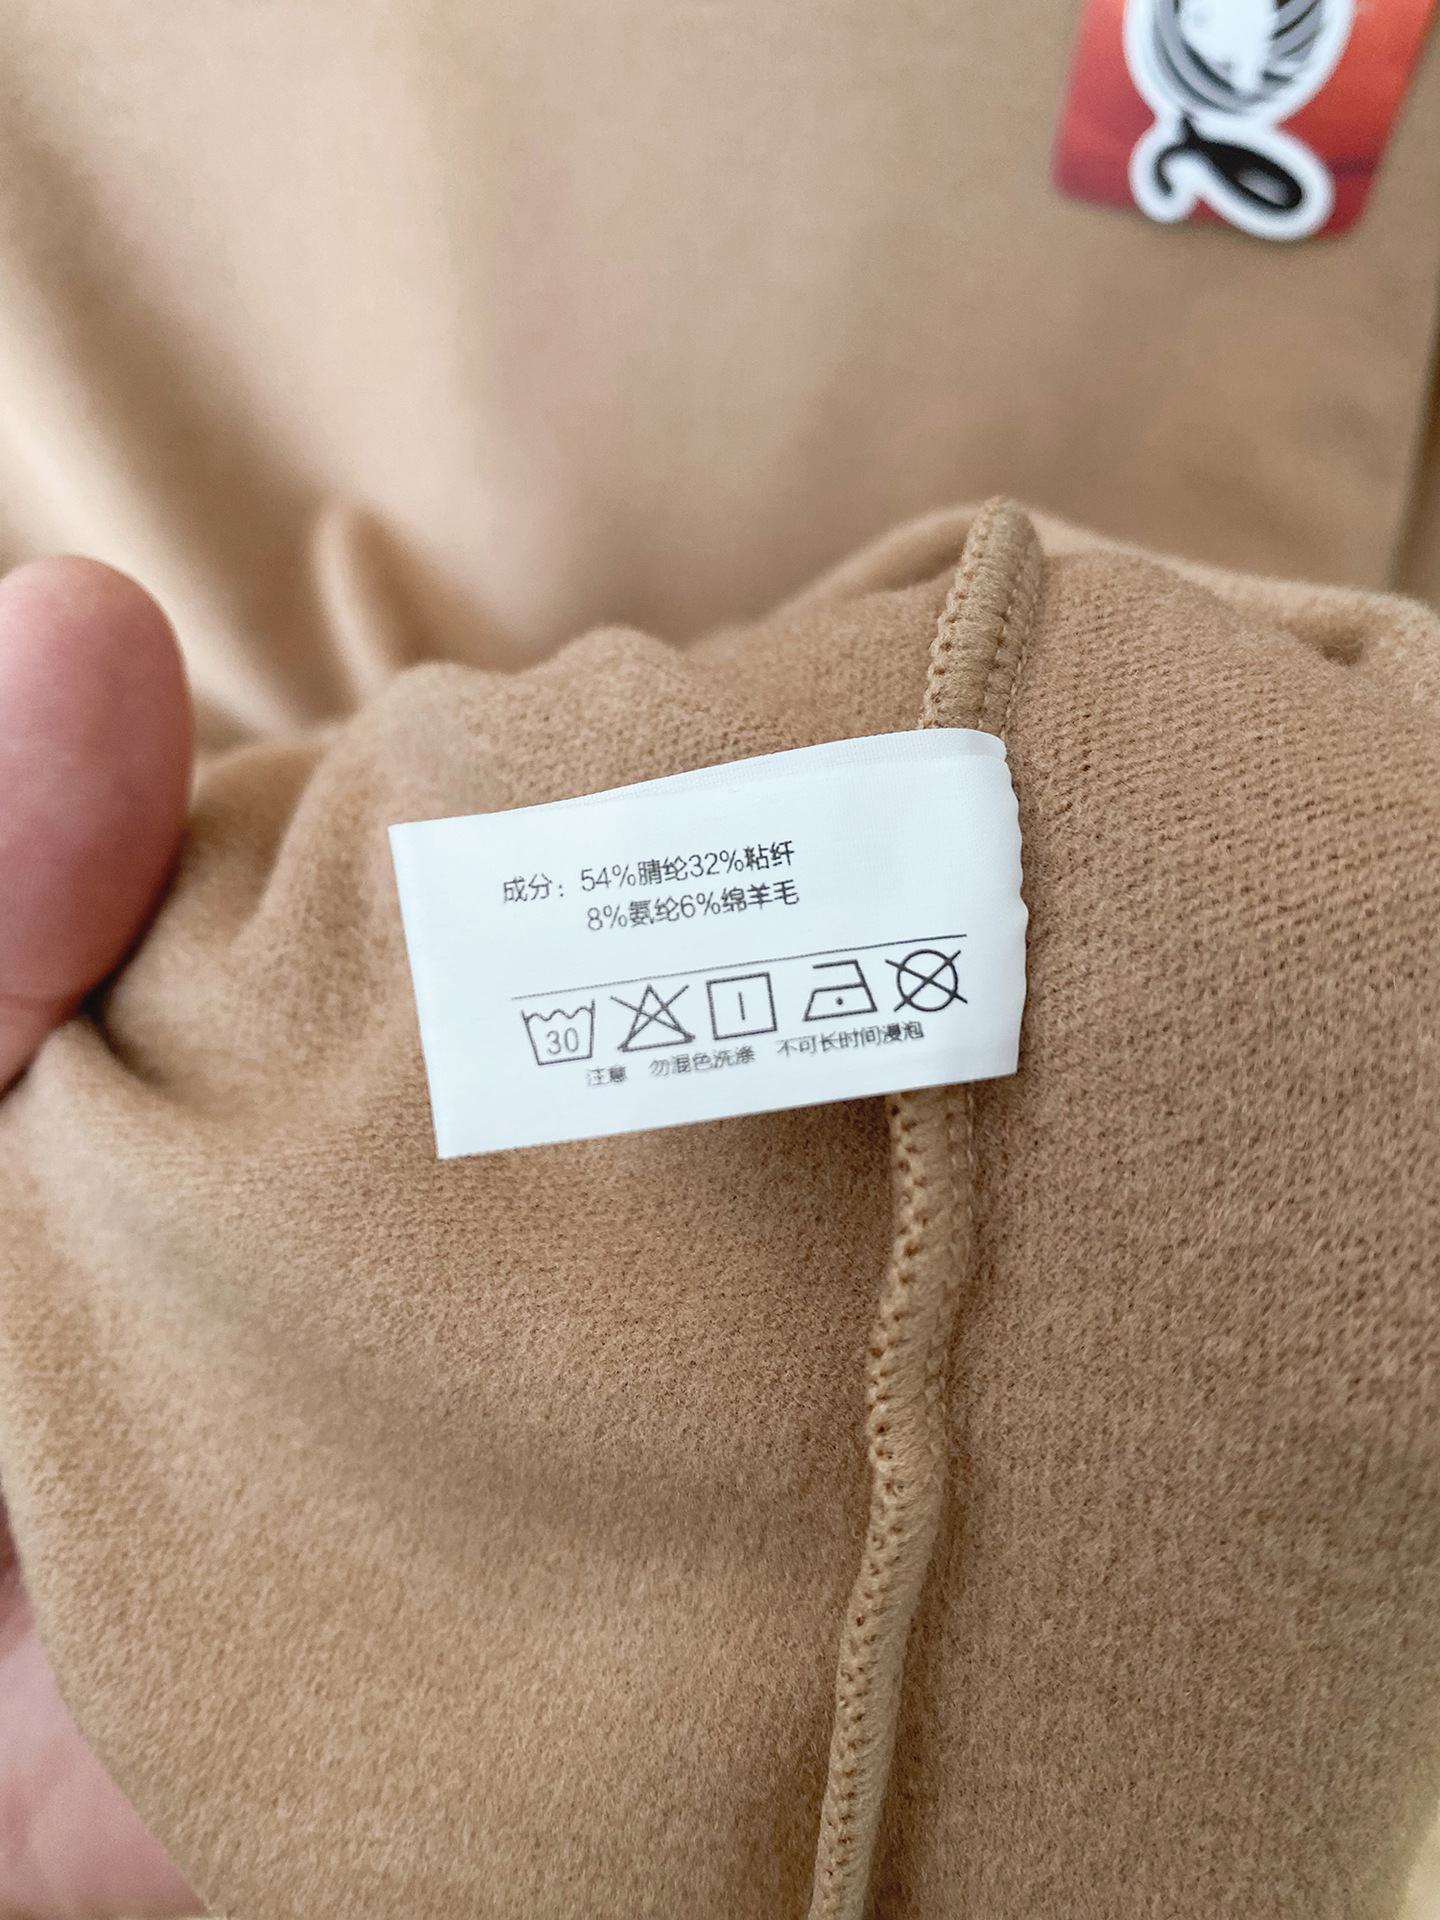 成分：54%腈纶32%粘纤
8%氨纶6%绵羊毛
30
注意 勿混色洗涤 不可长时间浸泡